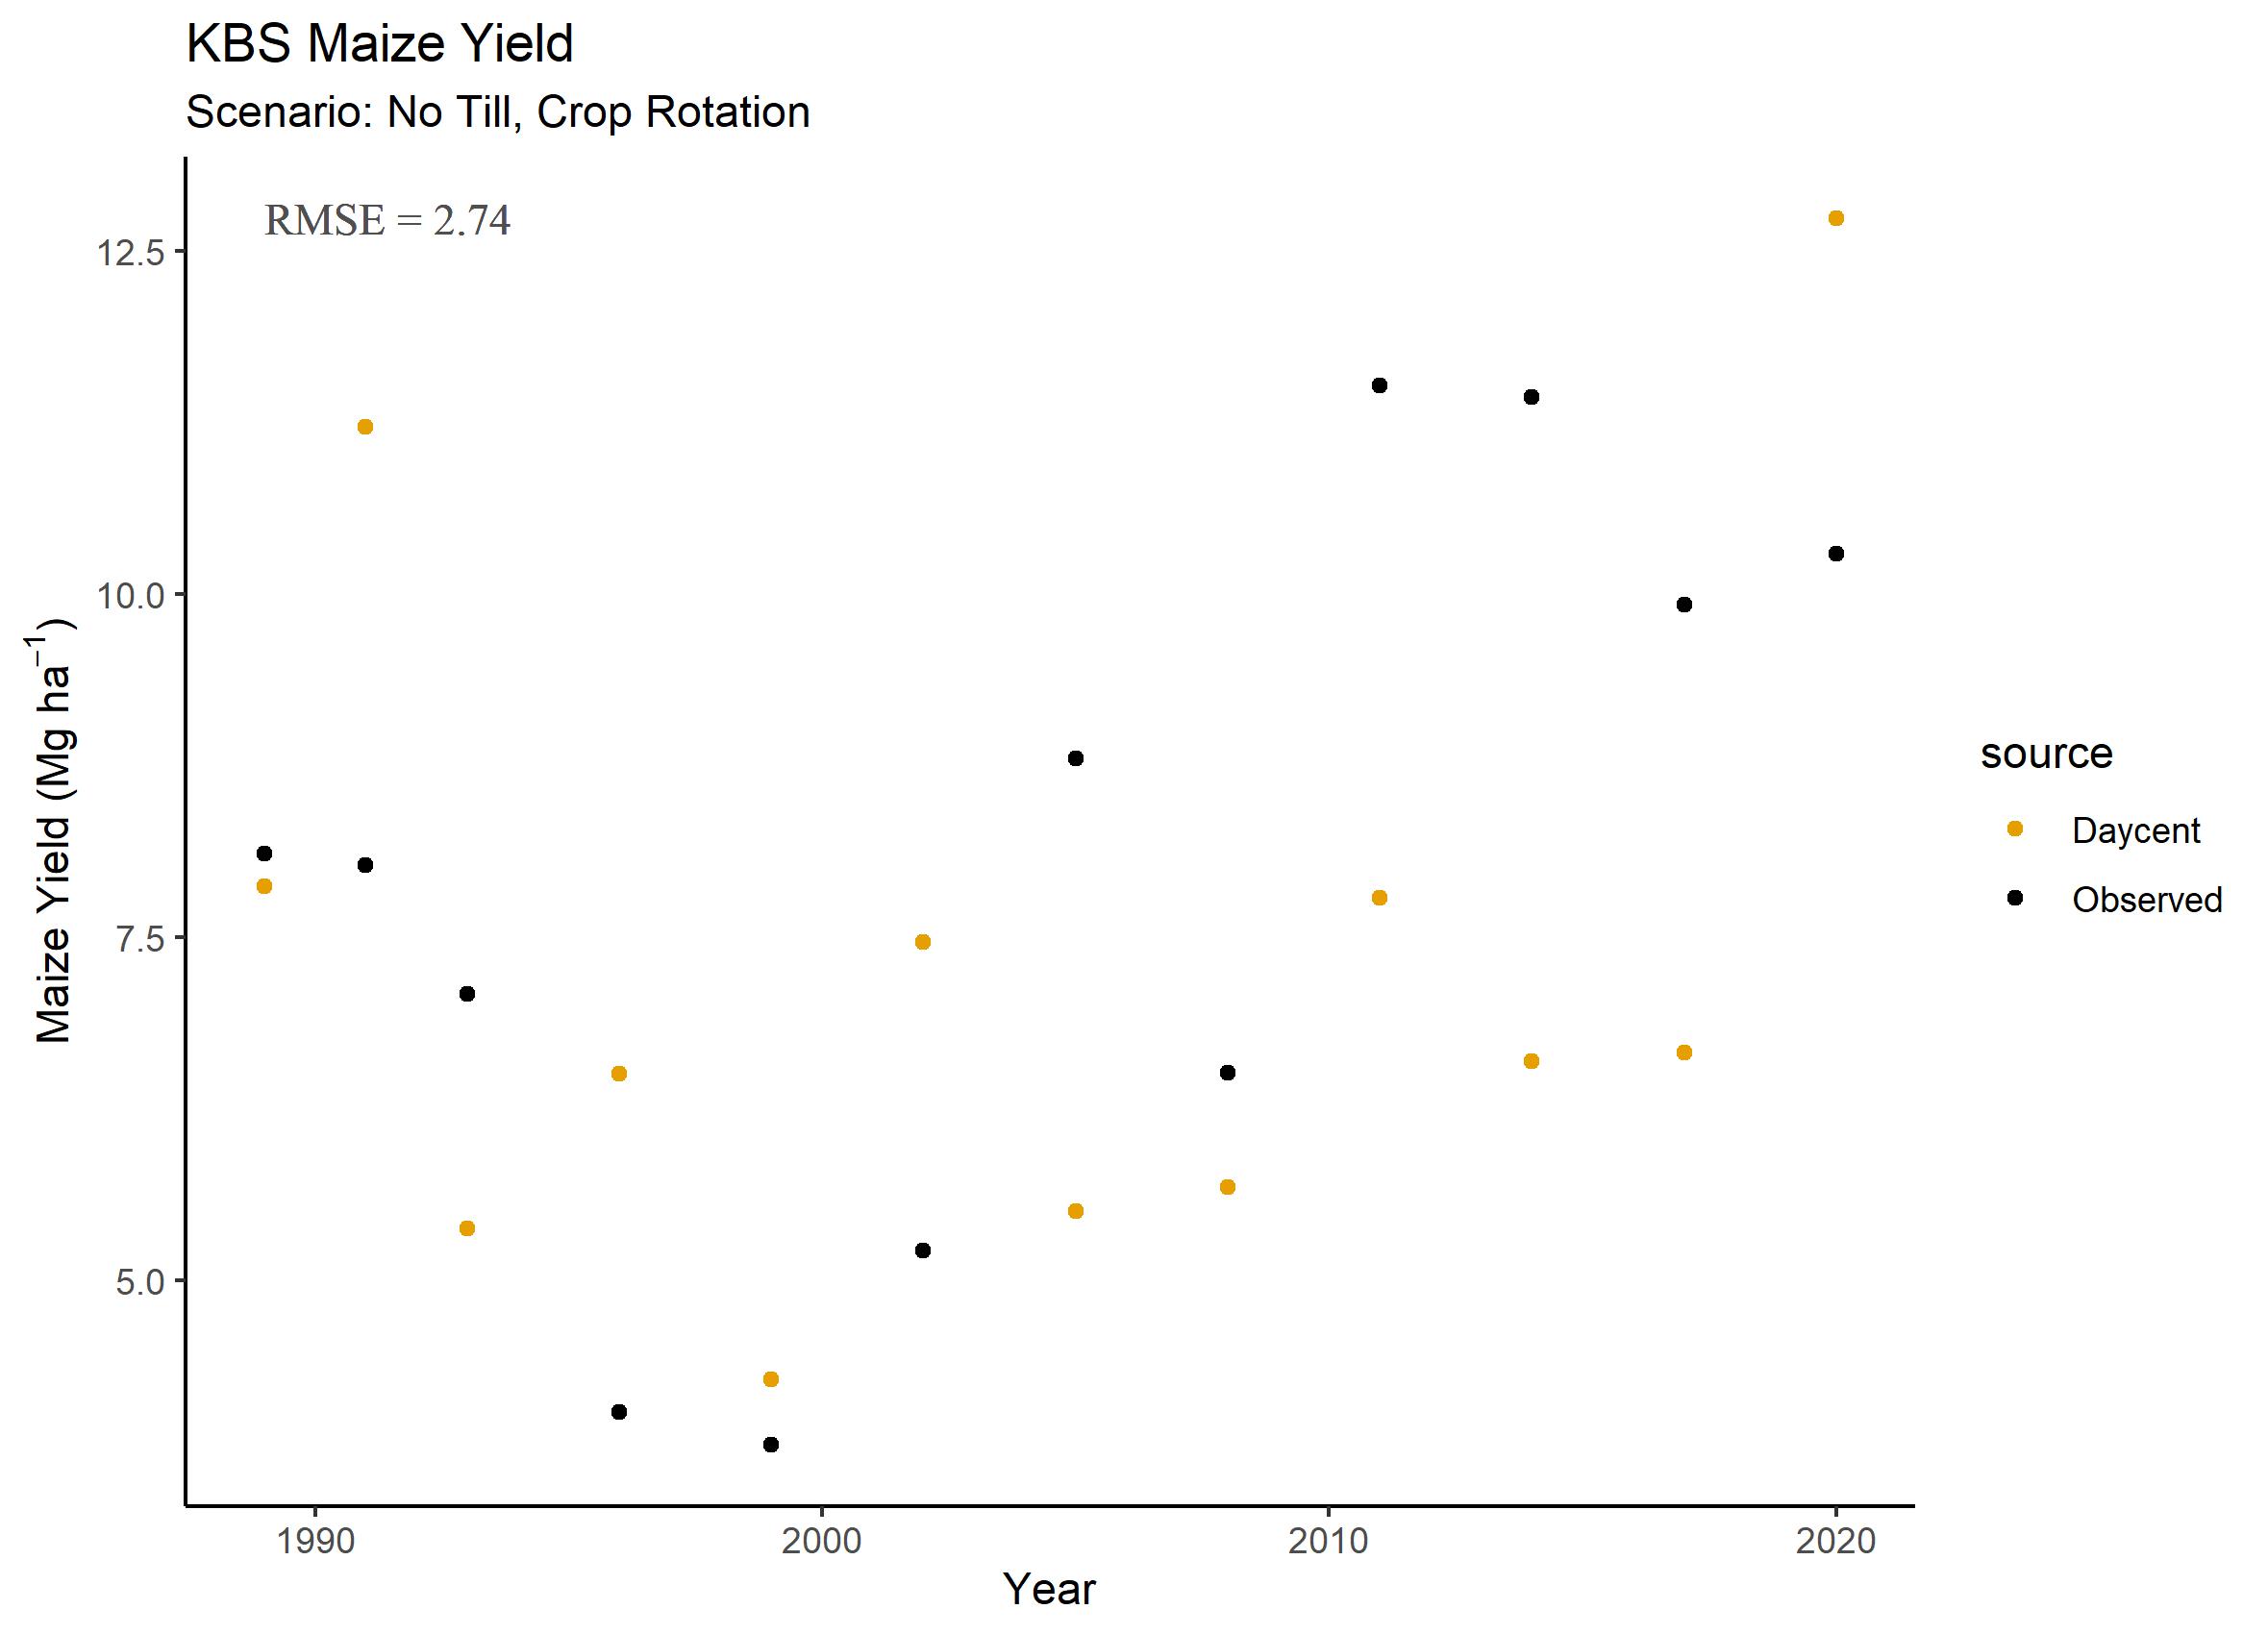 KBS Maize Yield
Scenario: No Till, Crop Rotation
RMSE = 2.74
12.5
10.0
7.5
5.0
Maize Yield (Mg ha⁻¹)
1990
2000
2010
2020
Year
source
Daycent
Observed